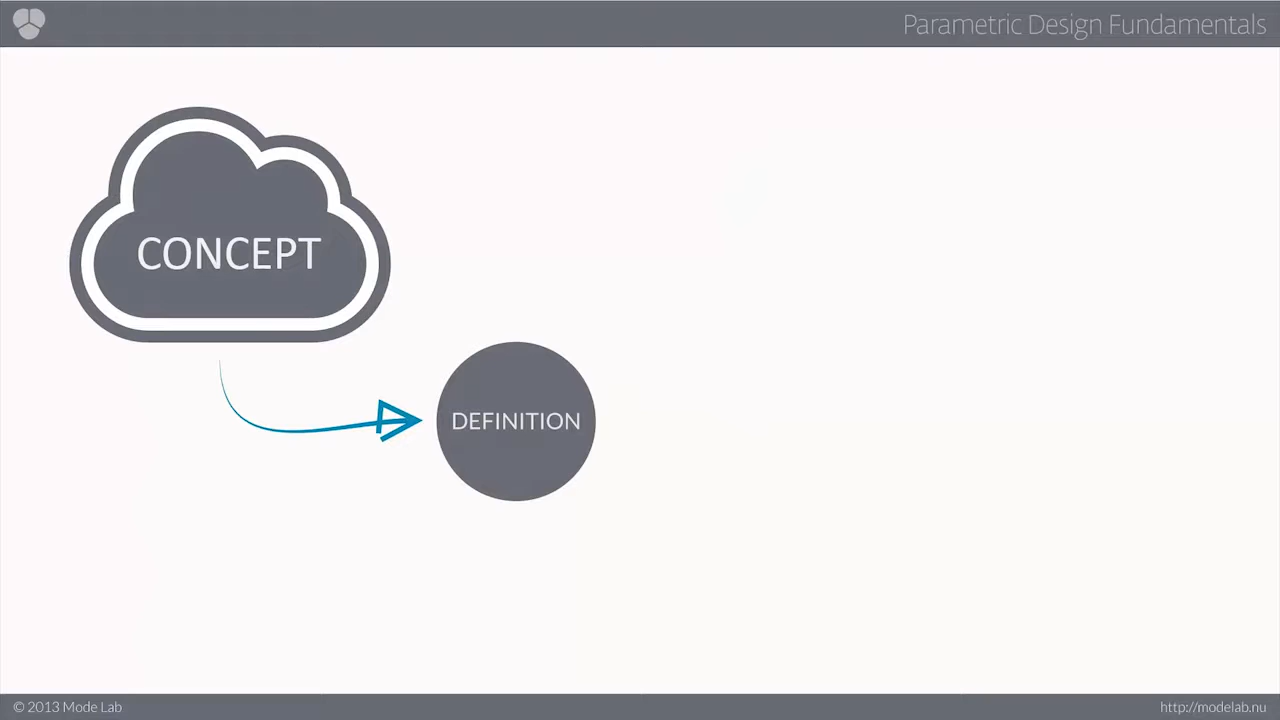 Parametric Design Fundamentals
CONCEPT
DEFINITION
© 2013 Mode Lab
http://modelab.nu